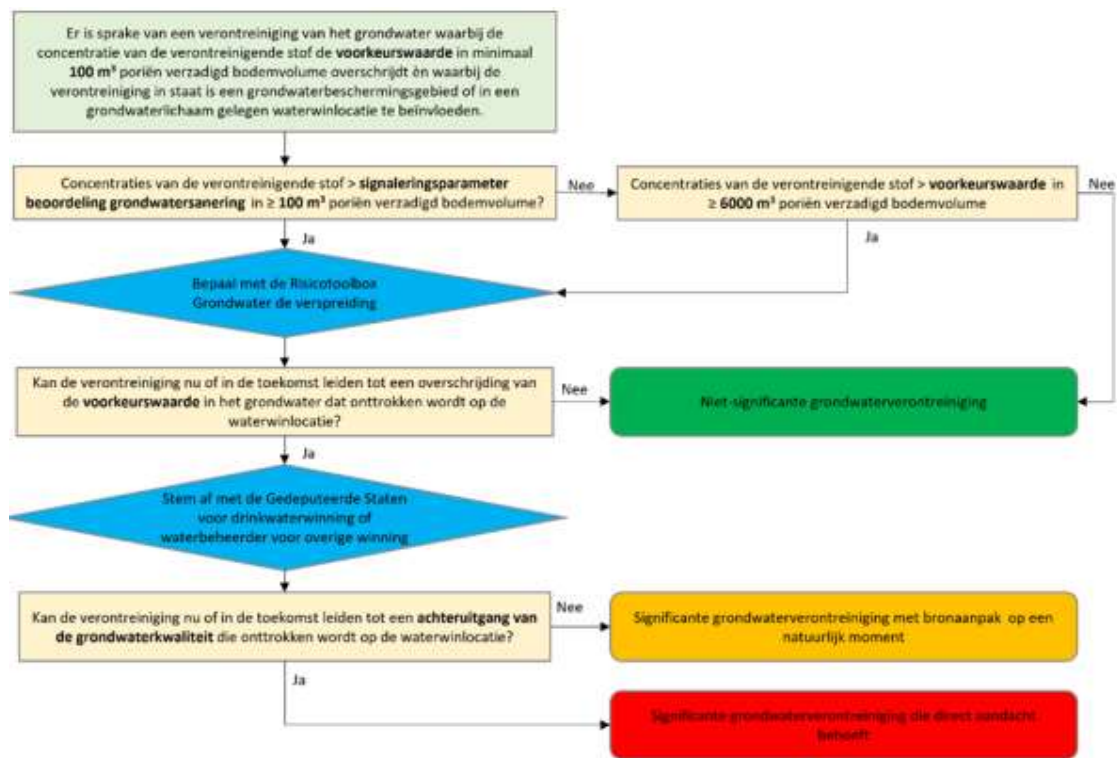 Er is sprake van een verontreiniging van het grondwater waarbij de
concentratie van de verontreinigende stof de voorkeurswaarde in minimaal
100 m³ poriën verzadigd bodemvolume overschrijdt én waarbij de
verontreiniging in staat is een grondwaterbeschermingsgebied of in een
grondwaterlichaam gelegen waterwinlocatie te beïnvloeden.
Concentraties van de verontreinigende stof > signaleringsparameter
beoordeling grondwatersanering in ≥ 100 m³ poriën verzadigd bodemvolume?
Nee
Concentraties van de verontreinigende stof > voorkeurswaarde in
≥ 6000 m³ poriën verzadigd bodemvolume
Nee
Ja
Ja
Bepaal met de Risicotoolbox
Grondwater de verspreiding
Kan de verontreiniging nu of in de toekomst leiden tot een overschrijding van
de voorkeurswaarde in het grondwater dat onttrokken wordt op de
waterwinlocatie?
Nee
Niet-significante grondwaterverontreiniging
Ja
Stem af met de Gedeputeerde Staten
voor drinkwaterwinning of
waterbeheerder voor overige winning
Kan de verontreiniging nu of in de toekomst leiden tot een achteruitgang van
de grondwaterkwaliteit die onttrokken wordt op de waterwinlocatie?
Nee
Significante grondwaterverontreiniging met bronaanpak op een
natuurlijk moment
Ja
Significante grondwaterverontreiniging die direct aandacht
behoeft